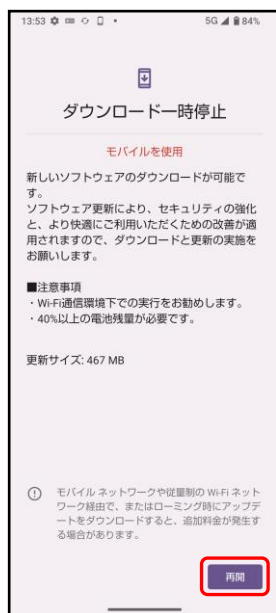 13:53 5G 84%
ダウンロード一時停止
モバイルを使用
新しいソフトウェアのダウンロードが可能で
す。
ソフトウェア更新により、セキュリティの強化
と、より快適にご利用いただくための改善が適
用されますので、ダウンロードと更新の実施を
お願いします。
■注意事項
・Wi-Fi通信環境下での実行をお勧めします。
・40%以上の電池残量が必要です。
更新サイズ: 467 MB
モバイル ネットワークや従量制の Wi-Fi ネット
ワーク経由で、またはローミング時にアップデ
ートをダウンロードすると、追加料金が発生す
る場合があります。
再開